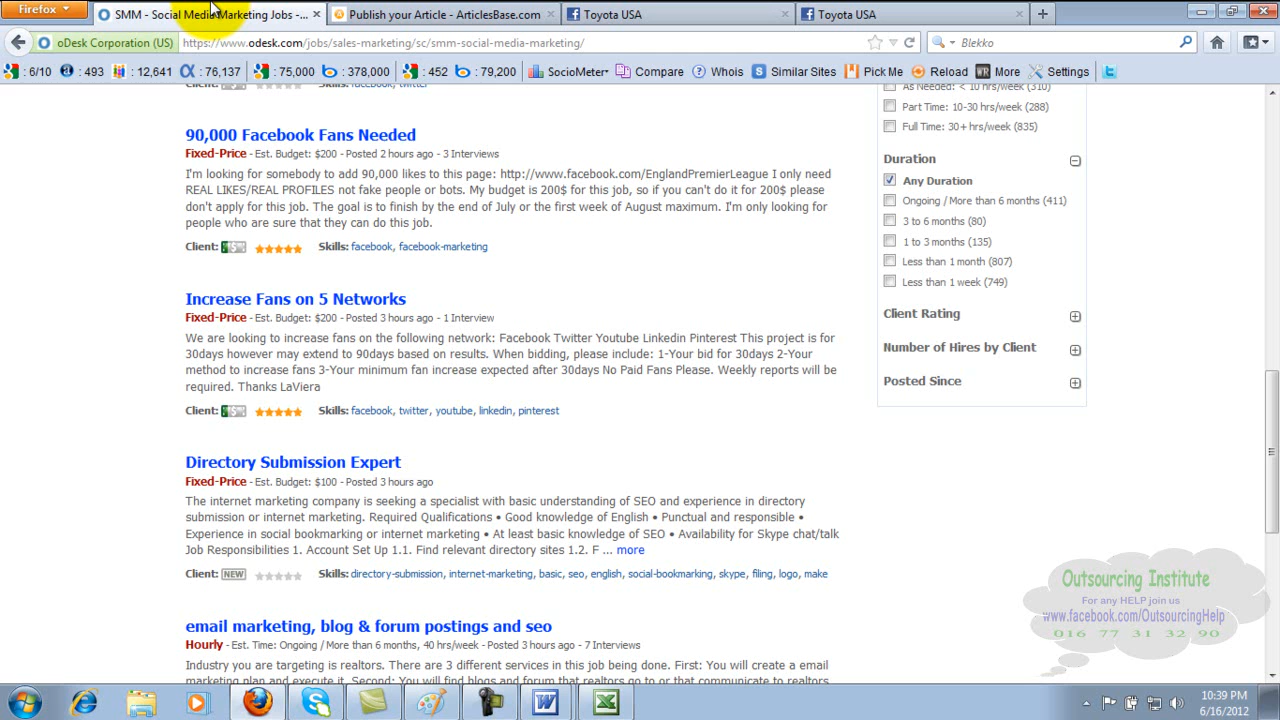 Firefox
SMM - Social Media Marketing Jobs -...
Publish your Article - ArticlesBase.com
Toyota USA
Toyota USA
oDesk Corporation (US)
https://www.odesk.com/jobs/sales-marketing/sc/smm-social-media-marketing/
Blekko
: 6/10 : 493 : 12,641 : 76,137 : 75,000 : 378,000 : 452 : 79,200 SocioMeter Compare Whois Similar Sites Pick Me Reload More Settings
Client: Skills: facebook, twitter
90,000 Facebook Fans Needed
Fixed-Price - Est. Budget: $200 - Posted 2 hours ago - 3 Interviews
I'm looking for somebody to add 90,000 likes to this page: http://www.facebook.com/EnglandPremierLeague I only need
REAL LIKES/REAL PROFILES not fake people or bots. My budget is 200$ for this job, so if you can't do it for 200$ please
don't apply for this job. The goal is to finish by the end of July or the first week of August maximum. I'm only looking for
people who are sure that they can do this job.
Client: Skills: facebook, facebook-marketing
Increase Fans on 5 Networks
Fixed-Price - Est. Budget: $200 - Posted 3 hours ago - 1 Interview
We are looking to increase fans on the following network: Facebook Twitter Youtube Linkedin Pinterest This project is for
30days however may extend to 90days based on results. When bidding, please include: 1-Your bid for 30days 2-Your
method to increase fans 3-Your minimum fan increase expected after 30days No Paid Fans Please. Weekly reports will be
required. Thanks LaViera
Client: Skills: facebook, twitter, youtube, linkedin, pinterest
Directory Submission Expert
Fixed-Price - Est. Budget: $100 - Posted 3 hours ago
The internet marketing company is seeking a specialist with basic understanding of SEO and experience in directory
submission or internet marketing. Required Qualifications • Good knowledge of English • Punctual and responsible •
Experience in social bookmarking or internet marketing • At least basic knowledge of SEO • Availability for Skype chat/talk
Job Responsibilities 1. Account Set Up 1.1. Find relevant directory sites 1.2. F ... more
Client: NEW Skills: directory-submission, internet-marketing, basic, seo, english, social-bookmarking, skype, filing, logo, make
email marketing, blog & forum postings and seo
Hourly - Est. Time: Ongoing / More than 6 months, 40 hrs/week - Posted 3 hours ago - 7 Interviews
Industry you are targeting is realtors. There are 3 different services in this job being done. First: You will create a email
marketing plan and execute it. Second: You will find blogs and forum that realtors go to or that communicate to realtors
As Needed: < 10 hrs/week (310)
Part Time: 10-30 hrs/week (288)
Full Time: 30+ hrs/week (835)
Duration
Any Duration
Ongoing / More than 6 months (411)
3 to 6 months (80)
1 to 3 months (135)
Less than 1 month (807)
Less than 1 week (749)
Client Rating
Number of Hires by Client
Posted Since
Outsourcing Institute
For any HELP join us
www.facebook.com/OutsourcingHelp
016 77 31 32 90
10:39 PM
6/16/2012